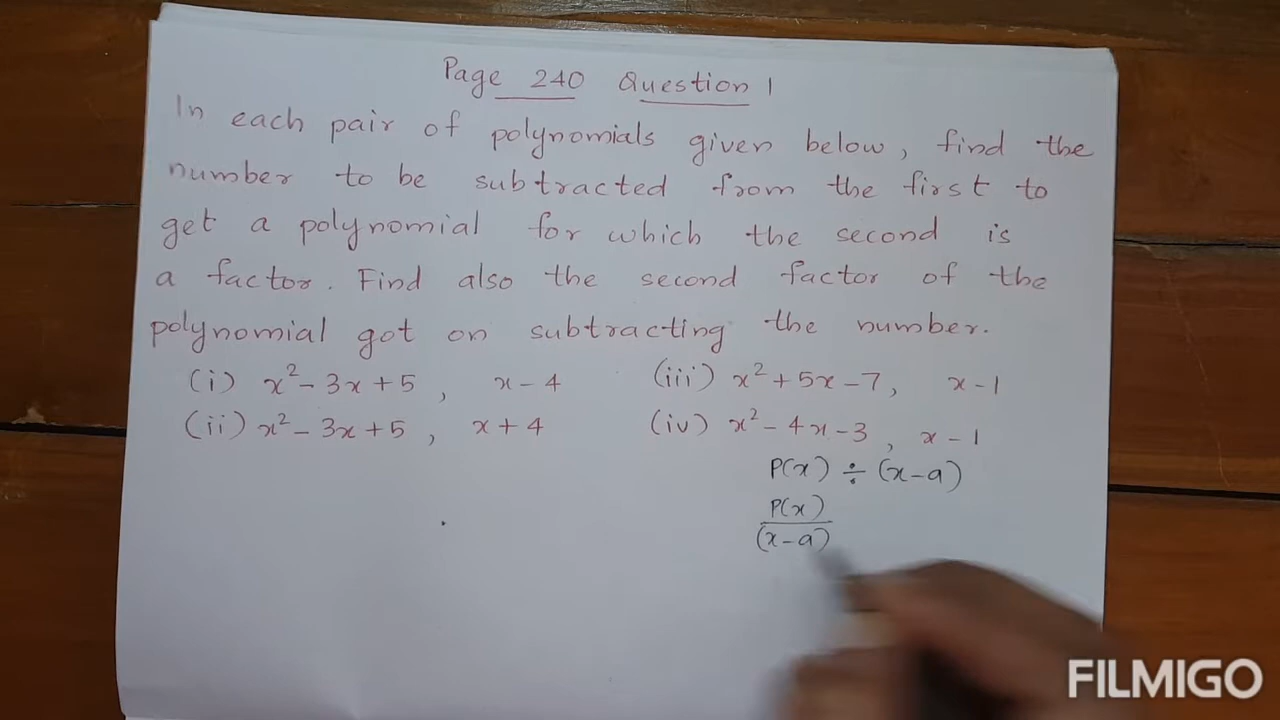 Page 240 Question 1
In each pair of polynomials given below, find the
number to be subtracted from the first to
get a polynomial for which the second is
a factor. Find also the second factor of the
polynomial got on subtracting the number.
(i) x² - 3x + 5 , x - 4
(iii) x² + 5x - 7, x - 1
(ii) x² - 3x + 5 , x + 4
(iv) x² - 4x - 3 , x - 1
P(x) ÷ (x-a)
P(x)
(x-a)
FILMIGO